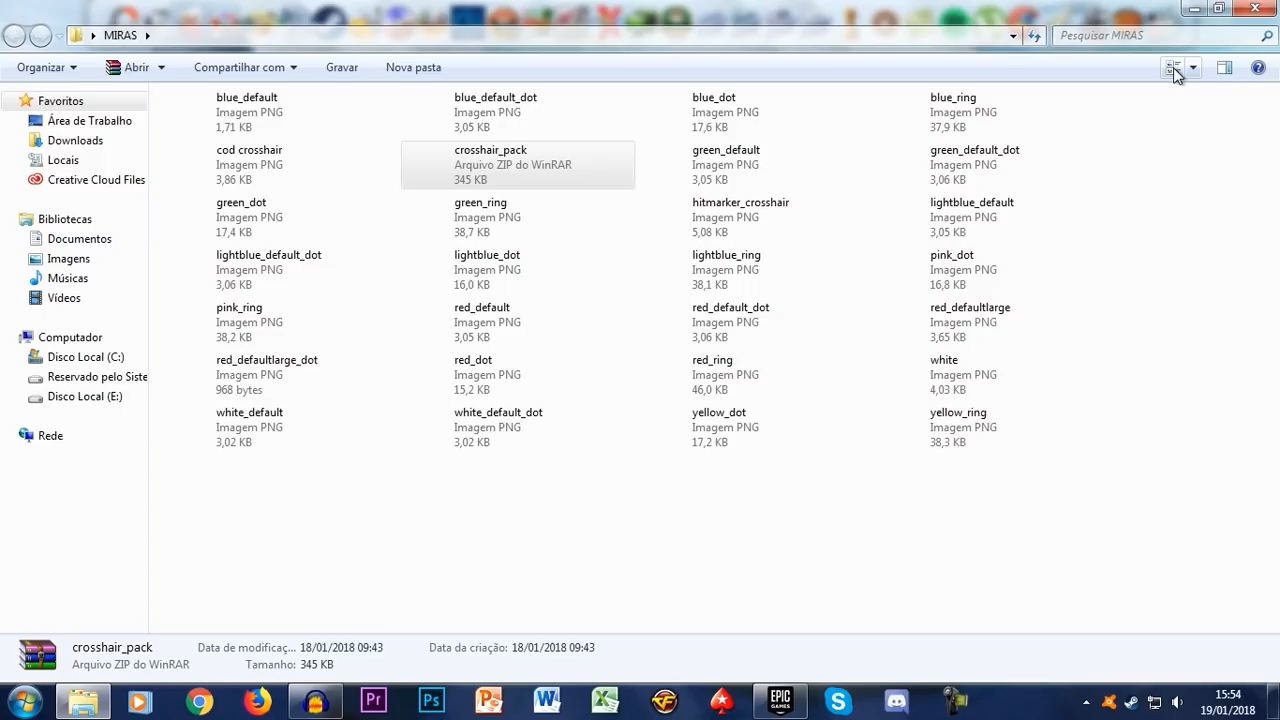 MIRAS
Pesquisar MIRAS
Organizar
Abrir
Compartilhar com
Gravar
Nova pasta
Favoritos
Área de Trabalho
Downloads
Locais
Creative Cloud Files
Bibliotecas
Documentos
Imagens
Músicas
Vídeos
Computador
Disco Local (C:)
Reservado pelo Siste
Disco Local (E:)
Rede
blue_default
Imagem PNG
1,71 KB
blue_default_dot
Imagem PNG
3,05 KB
blue_dot
Imagem PNG
17,6 KB
blue_ring
Imagem PNG
37,9 KB
cod crosshair
Imagem PNG
3,86 KB
crosshair_pack
Arquivo ZIP do WinRAR
345 KB
green_default
Imagem PNG
3,05 KB
green_default_dot
Imagem PNG
3,06 KB
green_dot
Imagem PNG
17,4 KB
green_ring
Imagem PNG
38,7 KB
hitmarker_crosshair
Imagem PNG
5,08 KB
lightblue_default
Imagem PNG
3,05 KB
lightblue_default_dot
Imagem PNG
3,06 KB
lightblue_dot
Imagem PNG
16,0 KB
lightblue_ring
Imagem PNG
38,1 KB
pink_dot
Imagem PNG
16,8 KB
pink_ring
Imagem PNG
38,2 KB
red_default
Imagem PNG
3,05 KB
red_default_dot
Imagem PNG
3,06 KB
red_defaultlarge
Imagem PNG
3,65 KB
red_defaultlarge_dot
Imagem PNG
968 bytes
red_dot
Imagem PNG
15,2 KB
red_ring
Imagem PNG
46,0 KB
white
Imagem PNG
4,03 KB
white_default
Imagem PNG
3,02 KB
white_default_dot
Imagem PNG
3,02 KB
yellow_dot
Imagem PNG
17,2 KB
yellow_ring
Imagem PNG
38,3 KB
crosshair_pack
Data de modificaç... 18/01/2018 09:43
Data da criação: 18/01/2018 09:43
Arquivo ZIP do WinRAR
Tamanho: 345 KB
Pr
Ps
EPIC
GAMES
15:54
19/01/2018